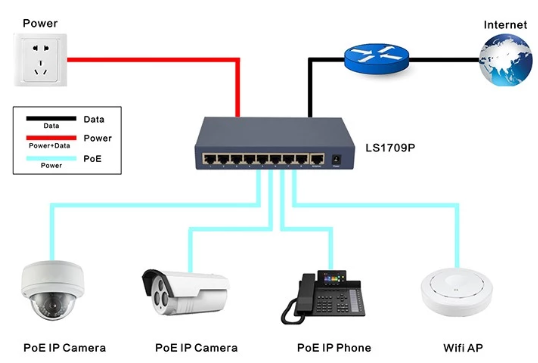 Power
Internet
Data
Data
Power
Power+Data
PoE
Power
LS1709P
PoE IP Camera
PoE IP Camera
PoE IP Phone
Wifi AP